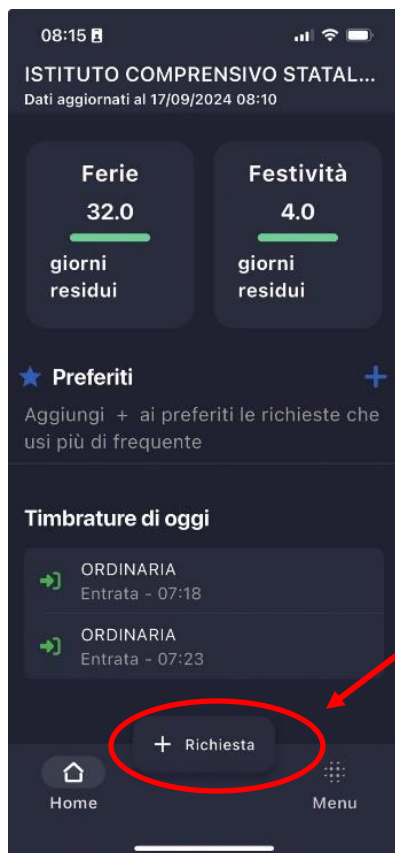 08:15
ISTITUTO COMPRENSIVO STATAL...
Dati aggiornati al 17/09/2024 08:10
Ferie
32.0
giorni
residui
Festività
4.0
giorni
residui
Preferiti
Aggiungi + ai preferiti le richieste che
usi più di frequente
Timbrature di oggi
ORDINARIA
Entrata - 07:18
ORDINARIA
Entrata - 07:23
+ Richiesta
Home
Menu